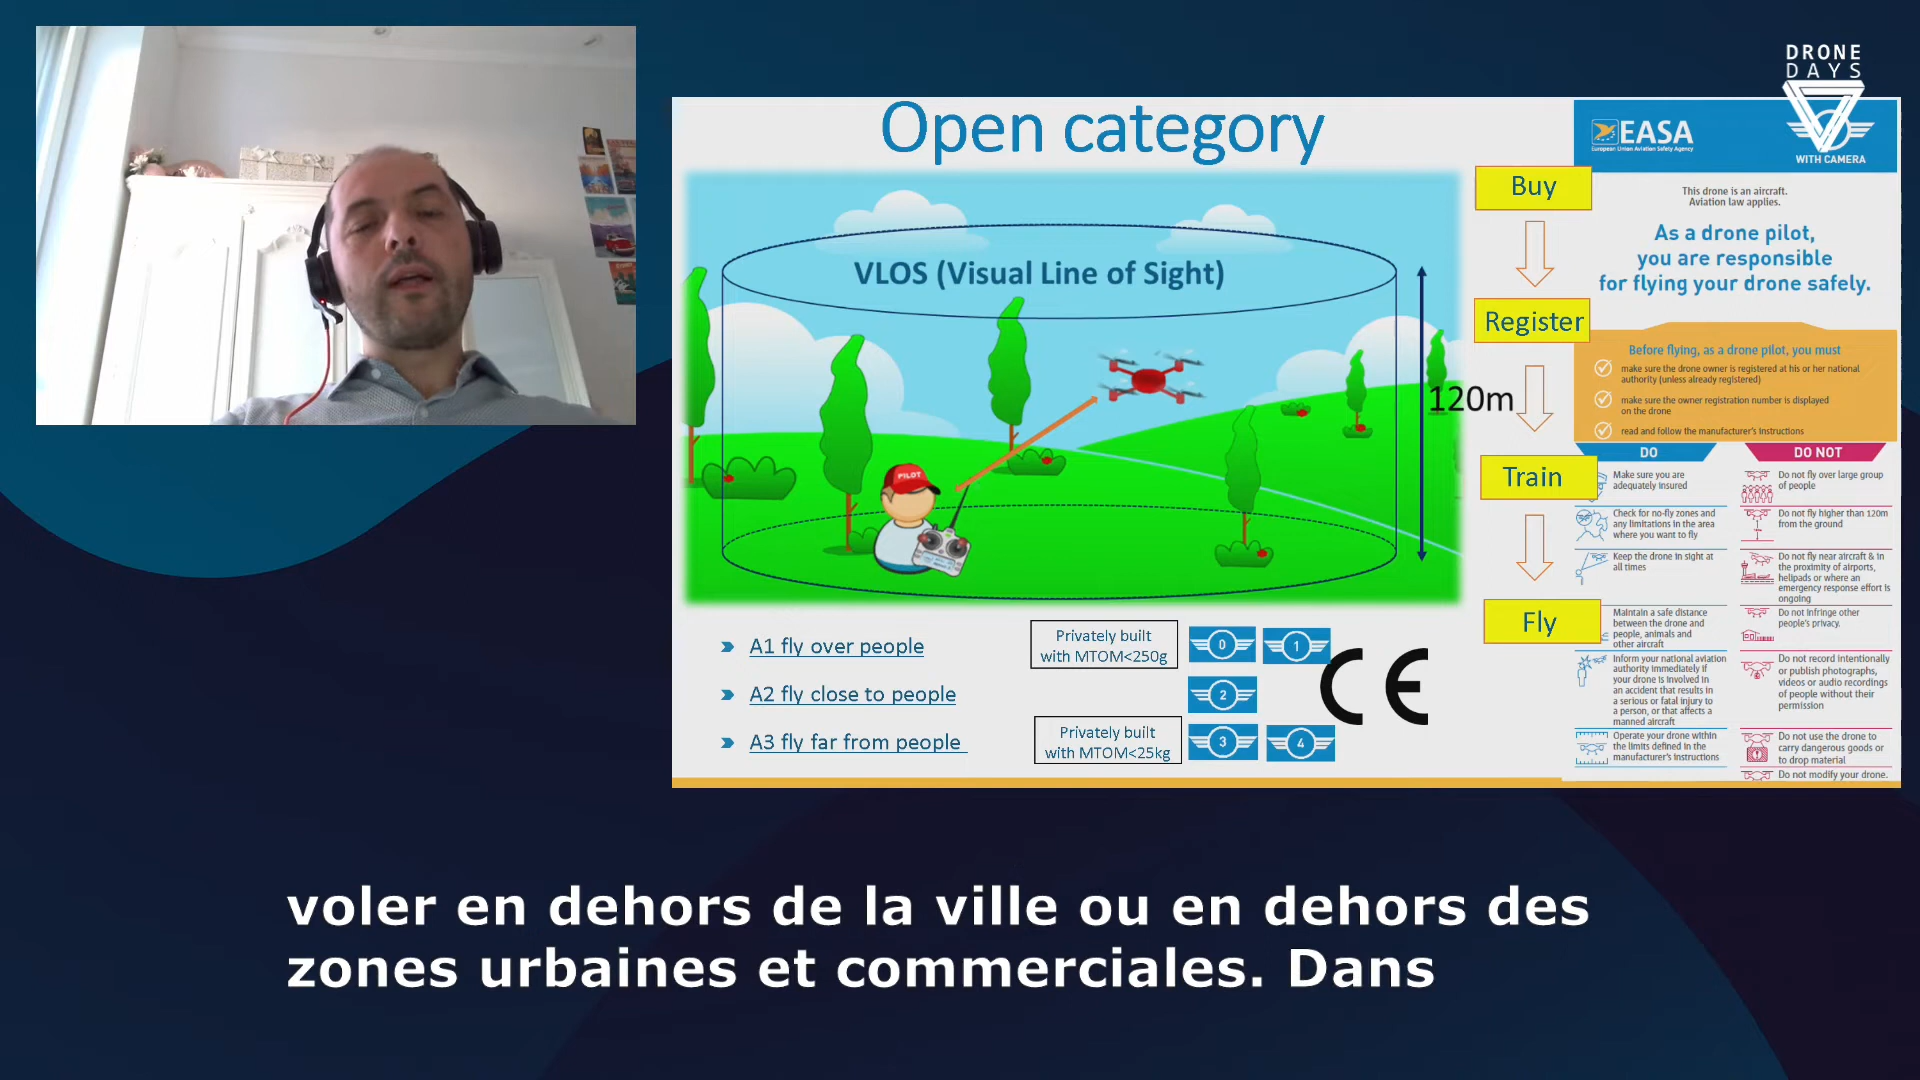 DRONE
DAYS
Open category
EASA
European Union Aviation Safety Agency
WITH CAMERA
VLOS (Visual Line of Sight)
120m
PILOT
Buy
Register
Train
Fly
This drone is an aircraft.
Aviation law applies.
As a drone pilot,
you are responsible
for flying your drone safely.
Before flying, as a drone pilot, you must
make sure the drone owner is registered at his or her national
authority (unless already registered)
make sure the owner registration number is displayed
on the drone
read and follow the manufacturer's instructions
DO
Make sure you are
adequately insured
Check for no-fly zones and
any limitations in the area
where you want to fly
Keep the drone in sight at
all times
Maintain a safe distance
between the drone and
people, animals and
other aircraft
Inform your national aviation
authority immediately if
your drone is involved in
an accident that results in
a serious or fatal injury to
a person, or that affects a
manned aircraft
Operate your drone within
the limits defined in the
manufacturer's instructions
DO NOT
Do not fly over large group
of people
Do not fly higher than 120m
from the ground
Do not fly near aircraft & in
the proximity of airports,
helipads or where an
emergency response effort is
ongoing
Do not infringe other
people's privacy.
Do not record intentionally
or publish photographs,
videos or audio recordings
of people without their
permission
Do not use the drone to
carry dangerous goods or
to drop material
Do not modify your drone.
A1 fly over people
Privately built
with MTOM<250g
0
1
A2 fly close to people
2
CE
A3 fly far from people
Privately built
with MTOM<25kg
3
4
voler en dehors de la ville ou en dehors des
zones urbaines et commerciales. Dans